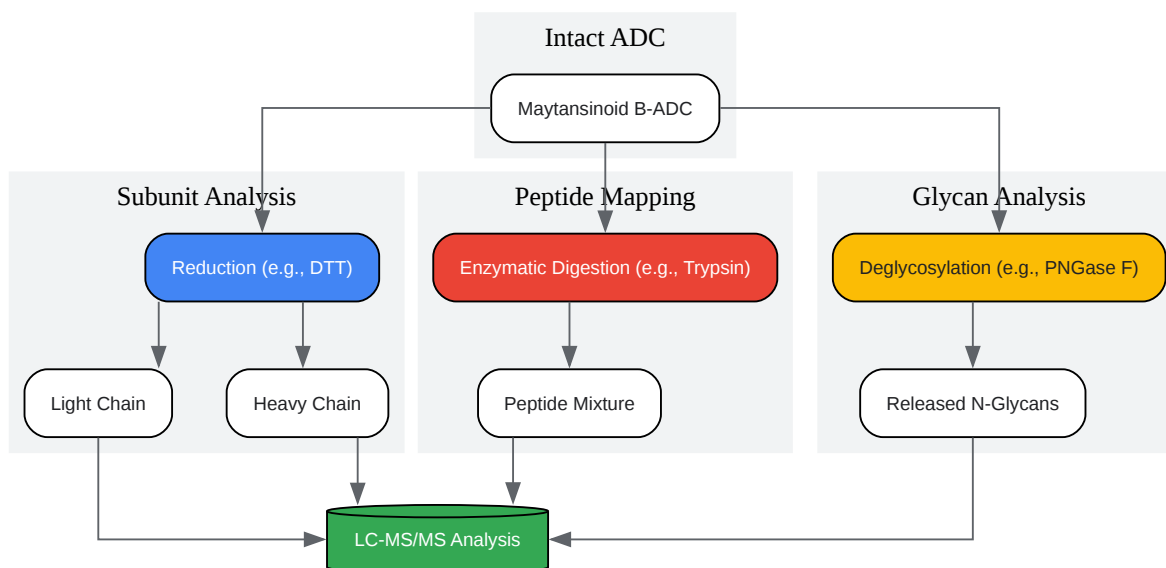 Intact ADC
Maytansinoid B-ADC
Subunit Analysis
Peptide Mapping
Glycan Analysis
Reduction (e.g., DTT)
Enzymatic Digestion (e.g., Trypsin)
Deglycosylation (e.g., PNGase F)
Light Chain
Heavy Chain
Peptide Mixture
Released N-Glycans
LC-MS/MS Analysis